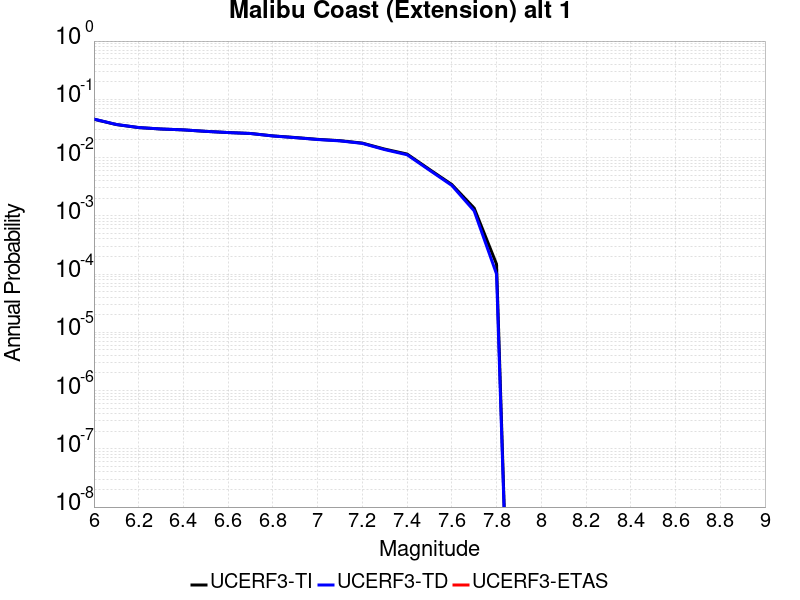 Malibu Coast (Extension) alt 1
10^0
10^-1
10^-2
10^-3
10^-4
10^-5
10^-6
10^-7
10^-8
Annual Probability
6 6.2 6.4 6.6 6.8 7 7.2 7.4 7.6 7.8 8 8.2 8.4 8.6 8.8 9
Magnitude
UCERF3-TI UCERF3-TD UCERF3-ETAS